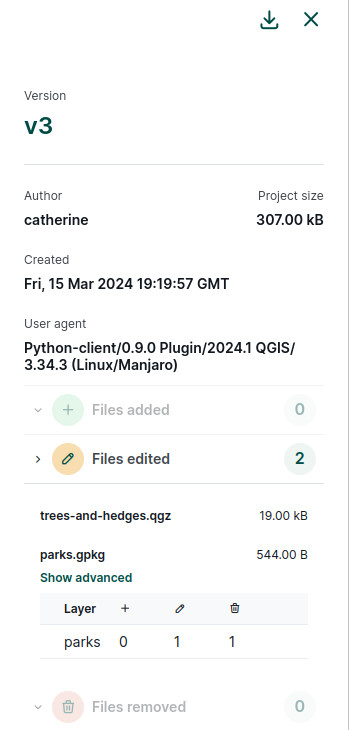 Version
v3
Author Project size
catherine 307.00 kB
Created
Fri, 15 Mar 2024 19:19:57 GMT
User agent
Python-client/0.9.0 Plugin/2024.1 QGIS/
3.34.3 (Linux/Manjaro)
Files added 0
Files edited 2
trees-and-hedges.qgz 19.00 kB
parks.gpkg 544.00 B
Show advanced
Layer +
parks 0 1 1
Files removed 0